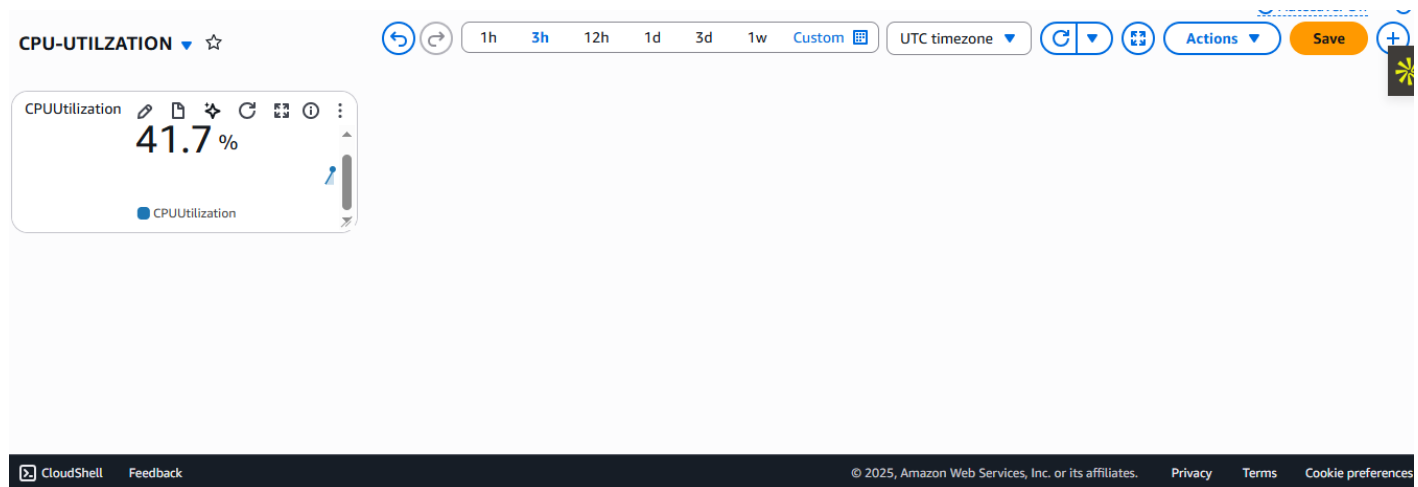 CPU-UTILZATION
1h 3h 12h 1d 3d 1w Custom
UTC timezone
Actions
Save
CPUUtilization
41.7 %
CPUUtilization
CloudShell Feedback © 2025, Amazon Web Services, Inc. or its affiliates. Privacy Terms Cookie preferences